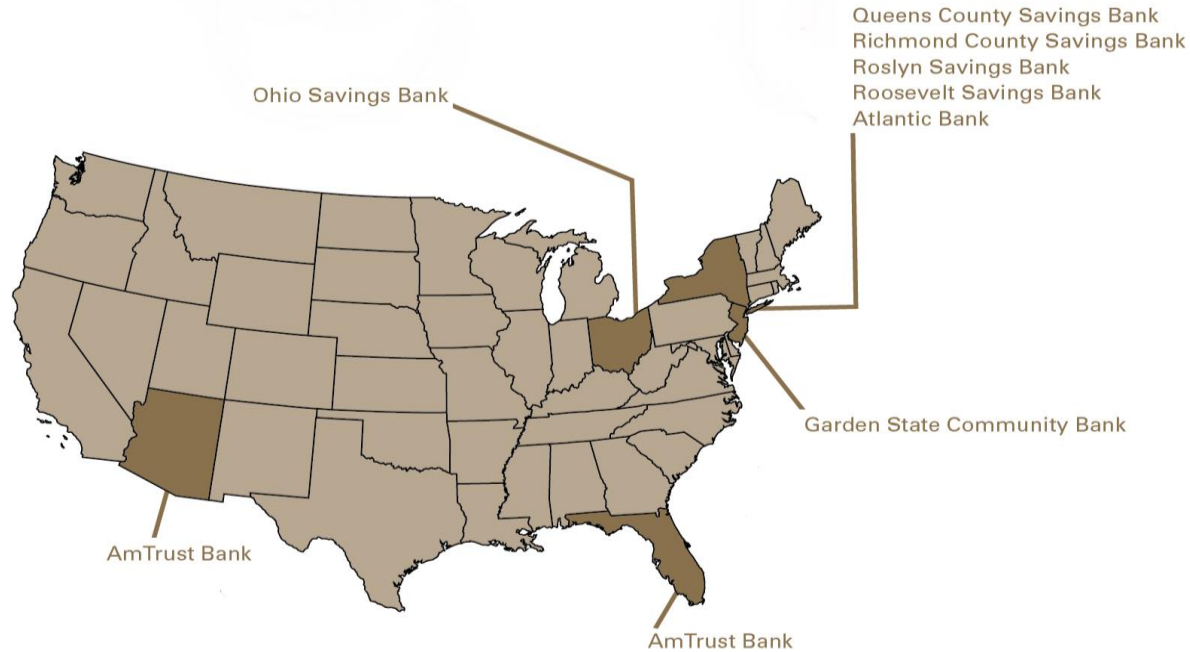 Queens County Savings Bank
Richmond County Savings Bank
Roslyn Savings Bank
Roosevelt Savings Bank
Atlantic Bank
Ohio Savings Bank
Garden State Community Bank
AmTrust Bank
AmTrust Bank